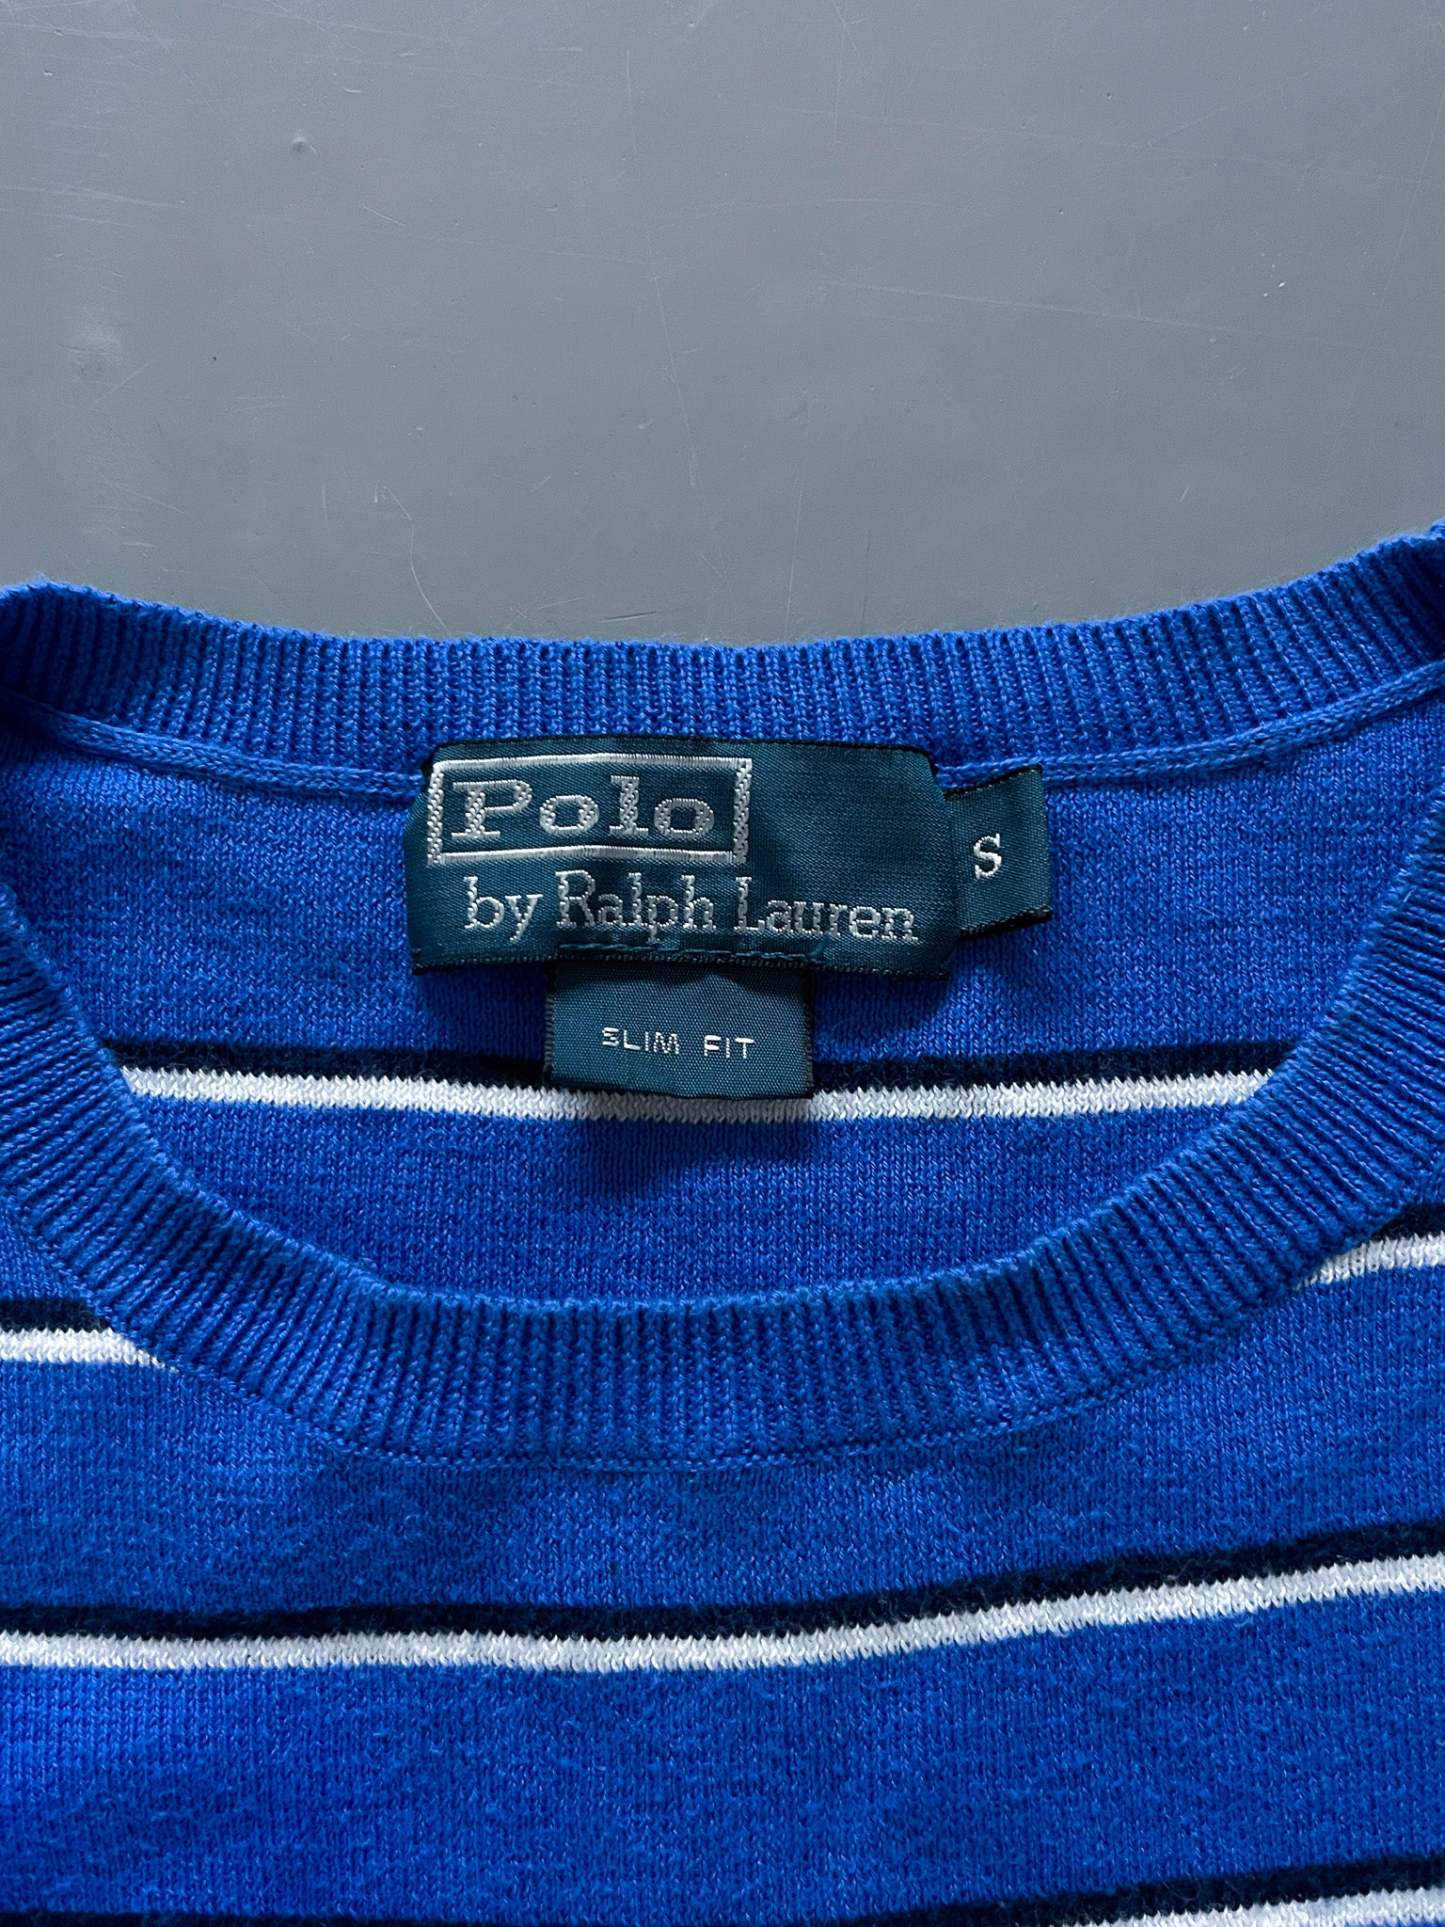 Polo
by Ralph Lauren
S
SLIM FIT